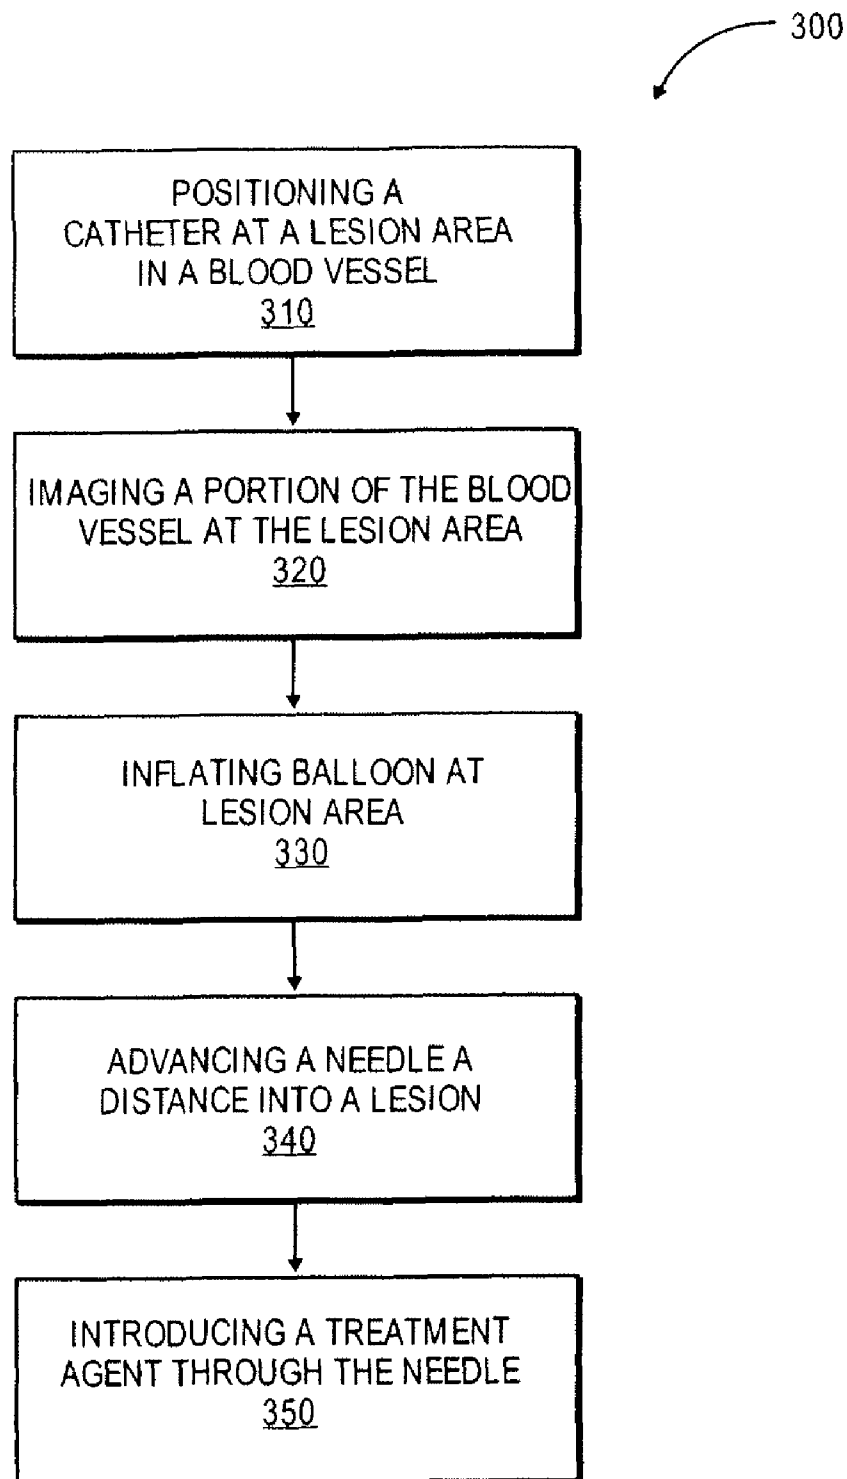 300
POSITIONING A
CATHETER AT A LESION AREA
IN A BLOOD VESSEL
310
IMAGING A PORTION OF THE BLOOD
VESSEL AT THE LESION AREA
320
INFLATING BALLOON AT
LESION AREA
330
ADVANCING A NEEDLE A
DISTANCE INTO A LESION
340
INTRODUCING A TREATMENT
AGENT THROUGH THE NEEDLE
350